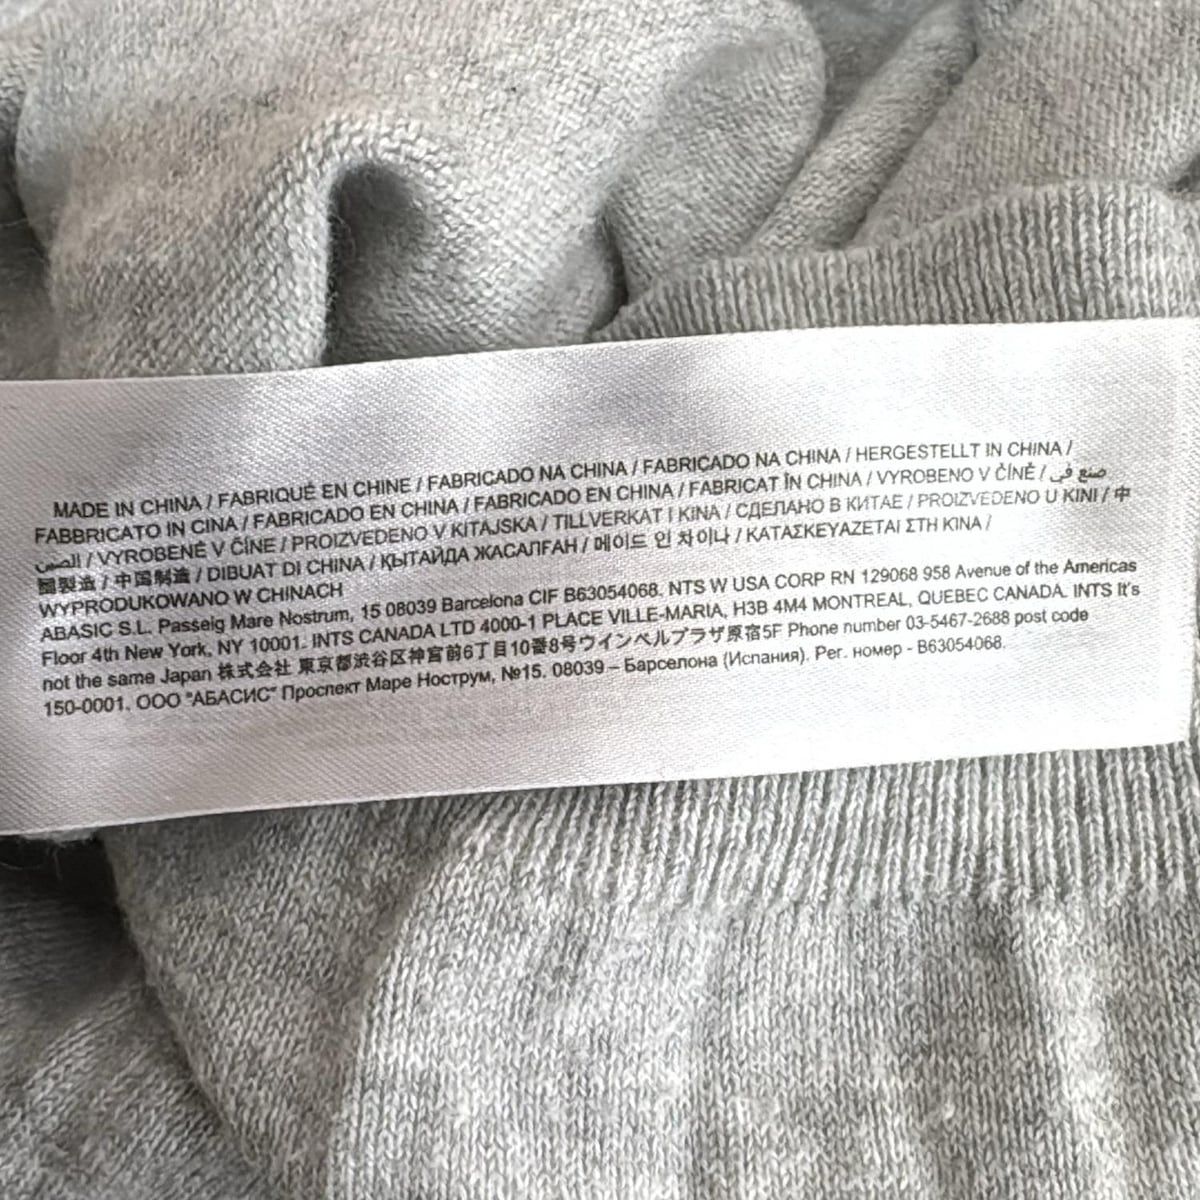 MADE IN CHINA / FABRIQUÉ EN CHINE / FABRICADO NA CHINA / FABRICADO NA CHINA / HERGESTELLT IN CHINA /
FABBRICATO IN CINA / FABRICADO EN CHINA / FABRICADO EN CHINA / FABRICAT ÎN CHINA / VYROBENO V ČÍNĚ / صنع في
الصين / VYROBENÉ V ČÍNE / PROIZVEDENO V KITAJSKA / TILLVERKAT I KINA / СДЕЛАНО В КИТАЕ / PROIZVEDENO U KINI / 中
國製造 / 中国制造 / DIBUAT DI CHINA / ҚЫТАЙДА ЖАСАЛҒАН / 메이드 인 차이나 / ΚΑΤΑΣΚΕΥΑΖΕΤΑΙ ΣΤΗ ΚΙΝΑ /
WYPRODUKOWANO W CHINACH
ABASIC S.L. Passeig Mare Nostrum, 15 08039 Barcelona CIF B63054068. NTS W USA CORP RN 129068 958 Avenue of the Americas
Floor 4th New York, NY 10001. INTS CANADA LTD 4000-1 PLACE VILLE-MARIA, H3B 4M4 MONTREAL, QUEBEC CANADA. INTS It's
not the same Japan 株式会社 東京都渋谷区神宮前6丁目10番8号ウインベルプラザ原宿5F Phone number 03-5467-2688 post code
150-0001. ООО "АБАСИС" Проспект Маре Нострум, №15. 08039 – Барселона (Испания). Рег. номер - B63054068.